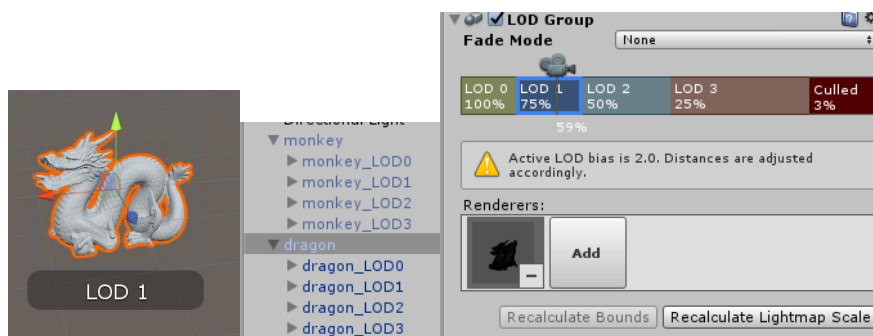 LOD Group
Fade Mode
None
LOD 0
100%
LOD 1
75%
LOD 2
50%
LOD 3
25%
Culled
3%
59%
Active LOD bias is 2.0. Distances are adjusted
accordingly.
Renderers:
Add
Recalculate Bounds
Recalculate Lightmap Scale
Directional Light
monkey
monkey_LOD0
monkey_LOD1
monkey_LOD2
monkey_LOD3
dragon
dragon_LOD0
dragon_LOD1
dragon_LOD2
dragon_LOD3
LOD 1